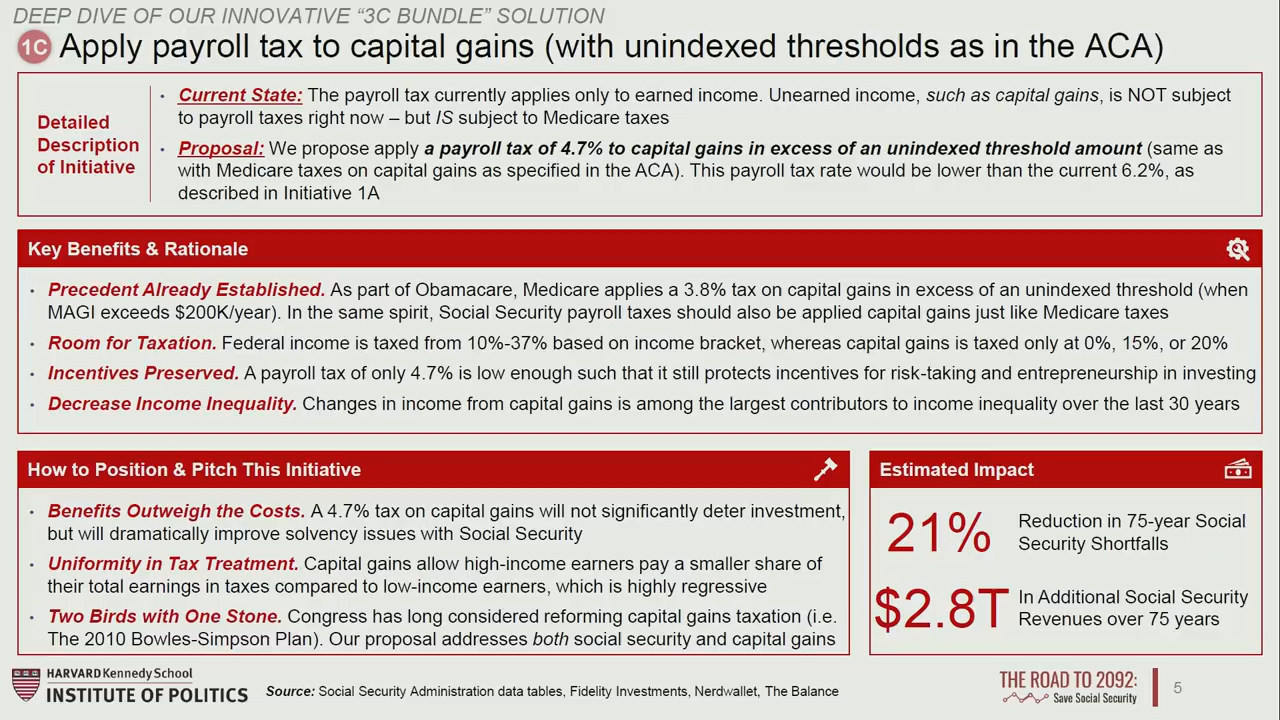 DEEP DIVE OF OUR INNOVATIVE “3C BUNDLE” SOLUTION
1C Apply payroll tax to capital gains (with unindexed thresholds as in the ACA)
Detailed
Description
of Initiative
• Current State: The payroll tax currently applies only to earned income. Unearned income, such as capital gains, is NOT subject
to payroll taxes right now – but IS subject to Medicare taxes
• Proposal: We propose apply a payroll tax of 4.7% to capital gains in excess of an unindexed threshold amount (same as
with Medicare taxes on capital gains as specified in the ACA). This payroll tax rate would be lower than the current 6.2%, as
described in Initiative 1A
Key Benefits & Rationale
• Precedent Already Established. As part of Obamacare, Medicare applies a 3.8% tax on capital gains in excess of an unindexed threshold (when
MAGI exceeds $200K/year). In the same spirit, Social Security payroll taxes should also be applied capital gains just like Medicare taxes
• Room for Taxation. Federal income is taxed from 10%-37% based on income bracket, whereas capital gains is taxed only at 0%, 15%, or 20%
• Incentives Preserved. A payroll tax of only 4.7% is low enough such that it still protects incentives for risk-taking and entrepreneurship in investing
• Decrease Income Inequality. Changes in income from capital gains is among the largest contributors to income inequality over the last 30 years
How to Position & Pitch This Initiative
• Benefits Outweigh the Costs. A 4.7% tax on capital gains will not significantly deter investment,
but will dramatically improve solvency issues with Social Security
• Uniformity in Tax Treatment. Capital gains allow high-income earners pay a smaller share of
their total earnings in taxes compared to low-income earners, which is highly regressive
• Two Birds with One Stone. Congress has long considered reforming capital gains taxation (i.e.
The 2010 Bowles-Simpson Plan). Our proposal addresses both social security and capital gains
Estimated Impact
21%
Reduction in 75-year Social
Security Shortfalls
$2.8T
In Additional Social Security
Revenues over 75 years
HARVARD Kennedy School
INSTITUTE OF POLITICS
Source: Social Security Administration data tables, Fidelity Investments, Nerdwallet, The Balance
THE ROAD TO 2092:
Save Social Security
5